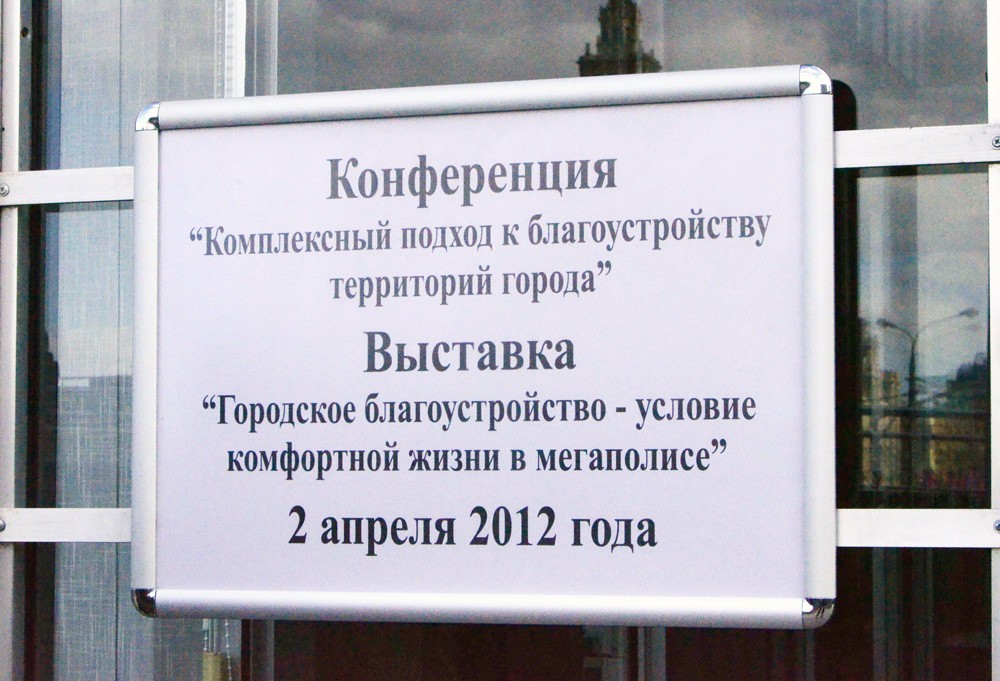 Конференция
“Комплексный подход к благоустройству
территорий города”
Выставка
“Городское благоустройство - условие
комфортной жизни в мегаполисе”
2 апреля 2012 года